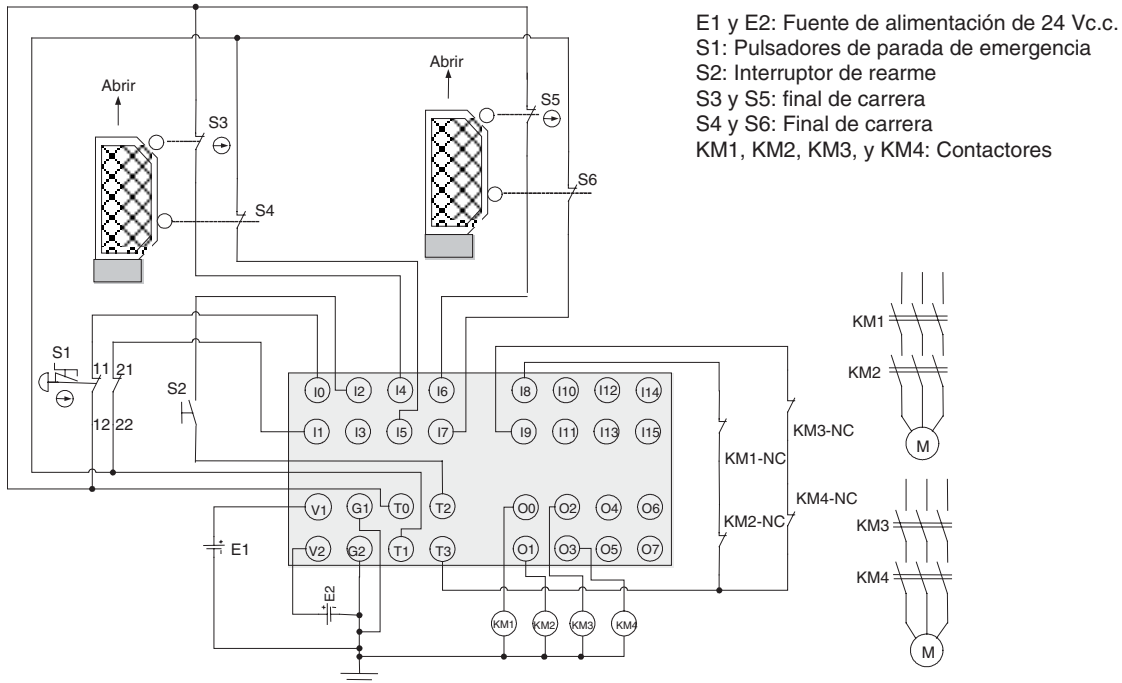 E1 y E2: Fuente de alimentación de 24 Vc.c.
S1: Pulsadores de parada de emergencia
S2: Interruptor de rearme
S3 y S5: final de carrera
S4 y S6: Final de carrera
KM1, KM2, KM3, y KM4: Contactores
Abrir
S3
S4
Abrir
S5
S6
S1
11 21
12 22
S2
I0 I2 I4 I6 I8 I10 I12 I14
I1 I3 I5 I7 I9 I11 I13 I15
V1 G1 T0 T2 O0 O2 O4 O6
V2 G2 T1 T3 O1 O3 O5 O7
E1
E2
KM1-NC
KM2-NC
KM3-NC
KM4-NC
KM1 KM2 KM3 KM4
KM1
KM2
M
KM3
KM4
M